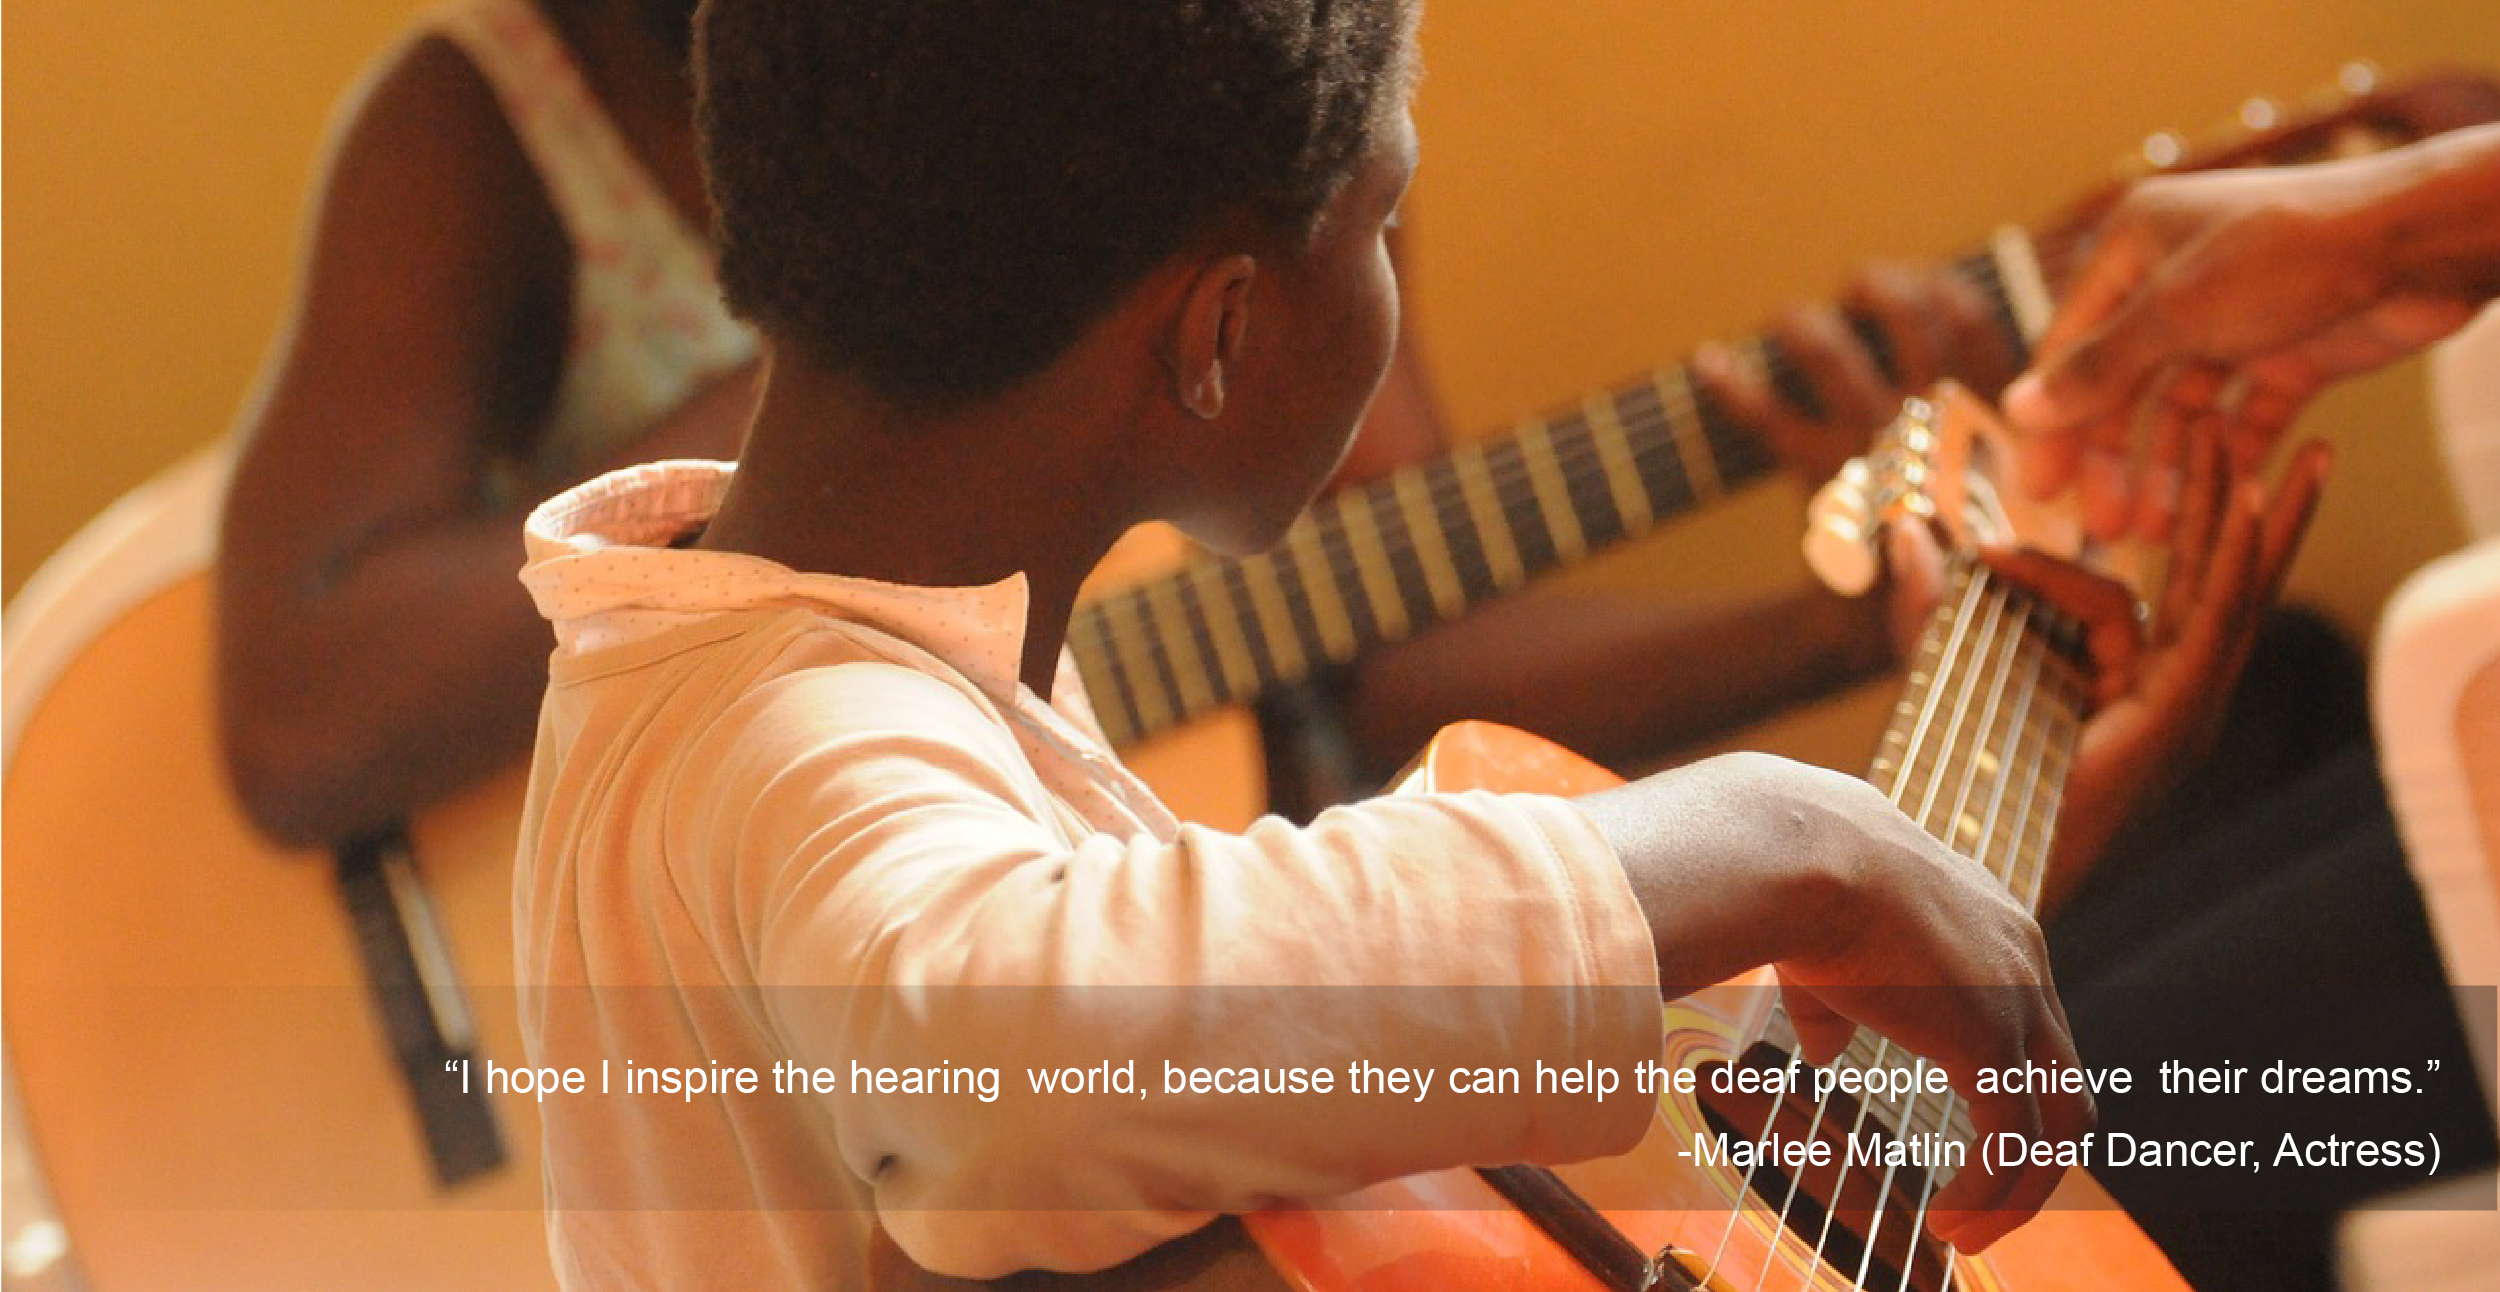 “I hope I inspire the hearing  world, because they can help the deaf people  achieve  their dreams.”
-Marlee Matlin (Deaf Dancer, Actress)